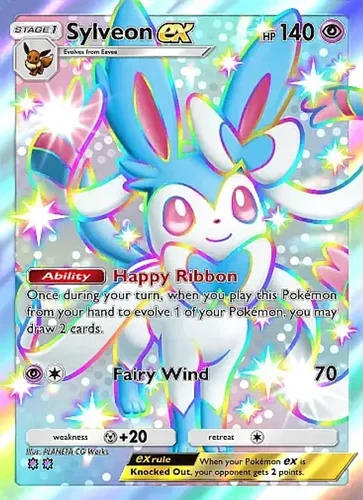 STAGE 1
Sylveon ex
HP 140
Evolves from Eevee
Ability Happy Ribbon
Once during your turn, when you play this Pokémon
from your hand to evolve 1 of your Pokémon, you may
draw 2 cards.
Fairy Wind 70
weakness +20 retreat
Illus. PLANETA CG Works
ex rule
When your Pokémon ex is
Knocked Out, your opponent gets 2 points.